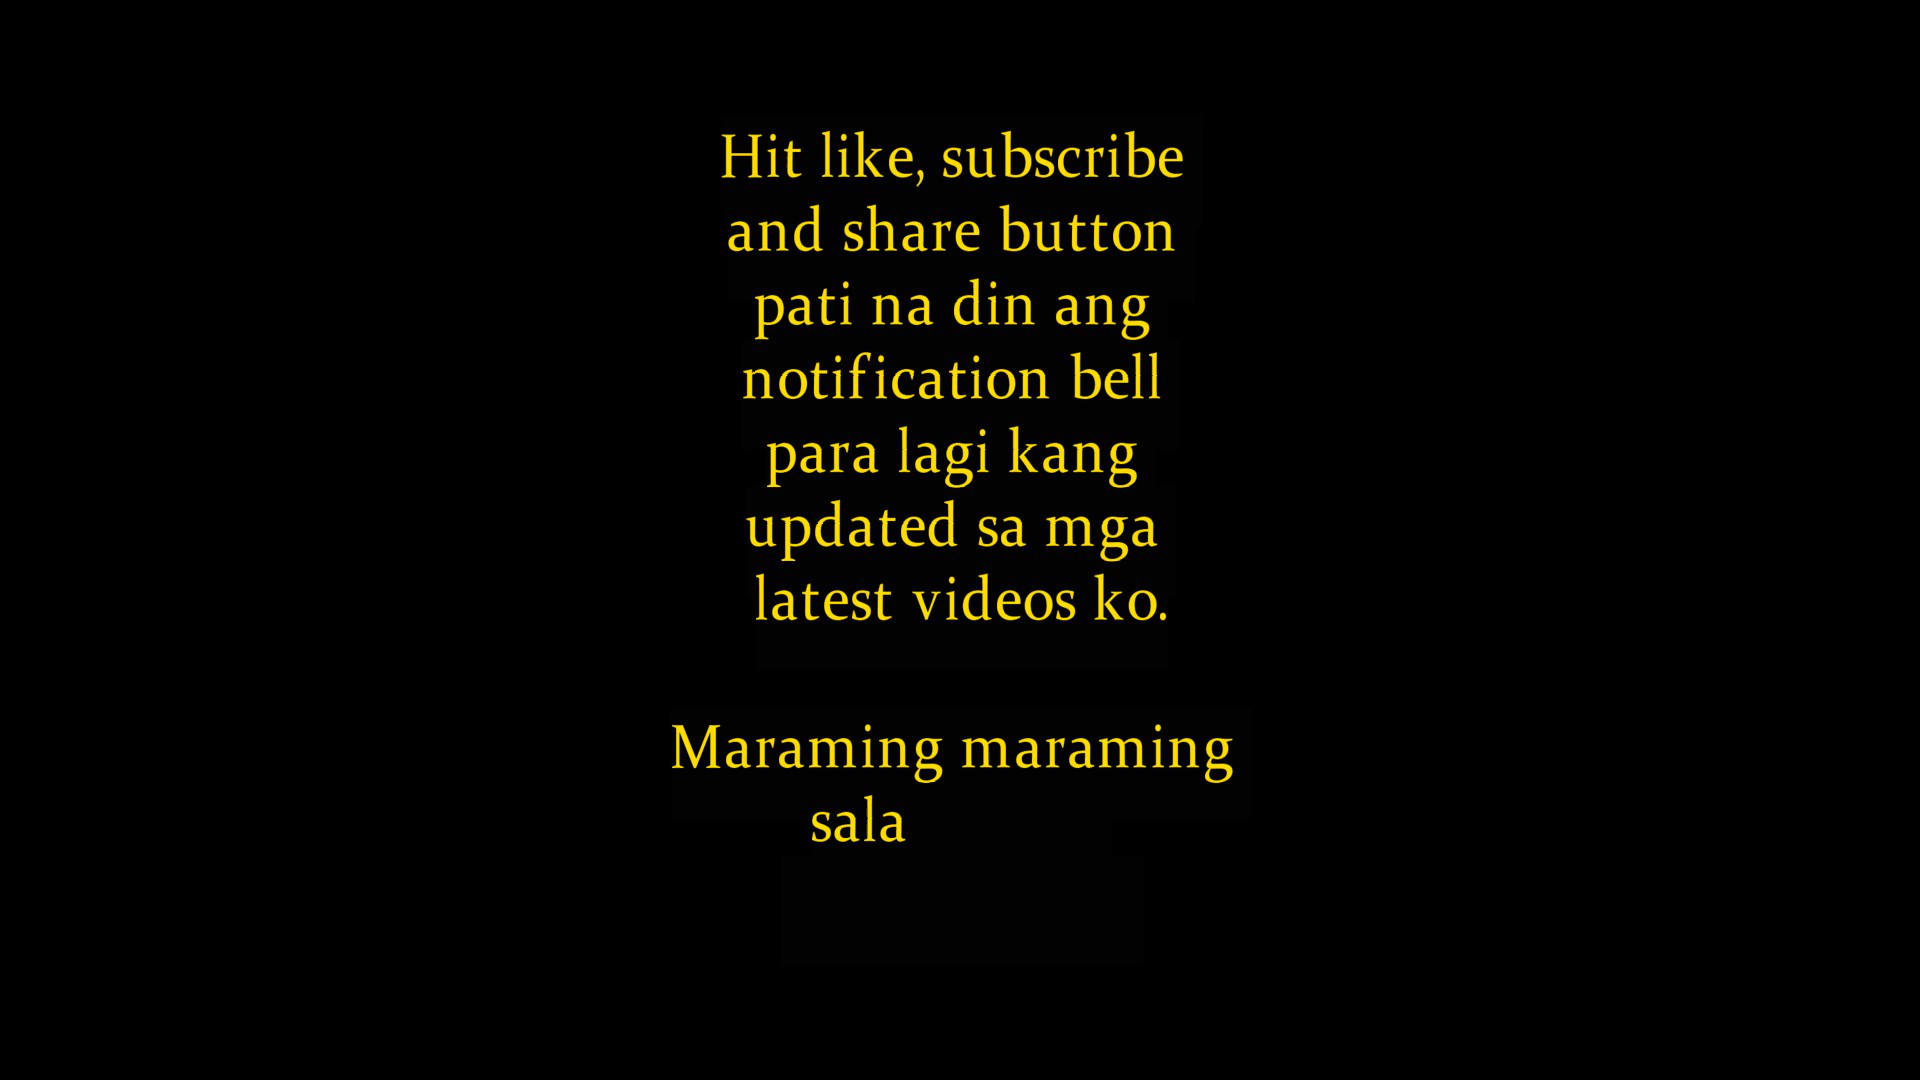 Hit like, subscribe
and share button
pati na din ang
notification bell
para lagi kang
updated sa mga
latest videos ko.
Maraming maraming
sala